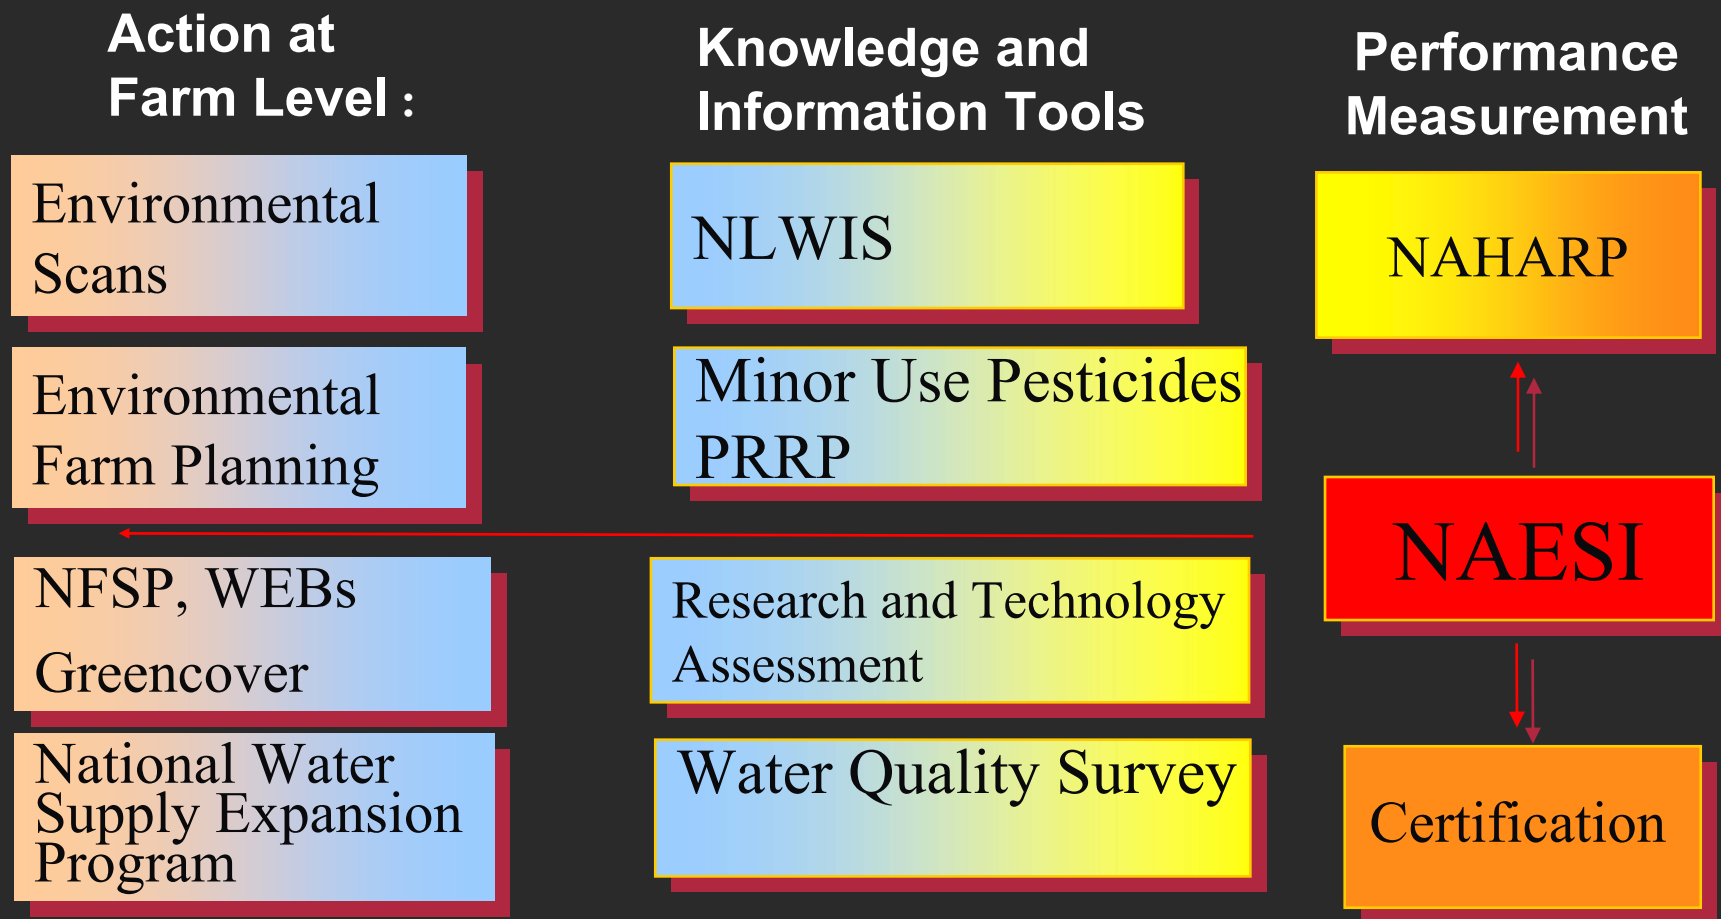 Action at
Farm Level :
Environmental
Scans
Environmental
Farm Planning
NFSP, WEBs
Greencover
National Water
Supply Expansion
Program
Knowledge and
Information Tools
NLWIS
Minor Use Pesticides
PRRP
Research and Technology
Assessment
Water Quality Survey
Performance
Measurement
NAHARP
NAESI
Certification